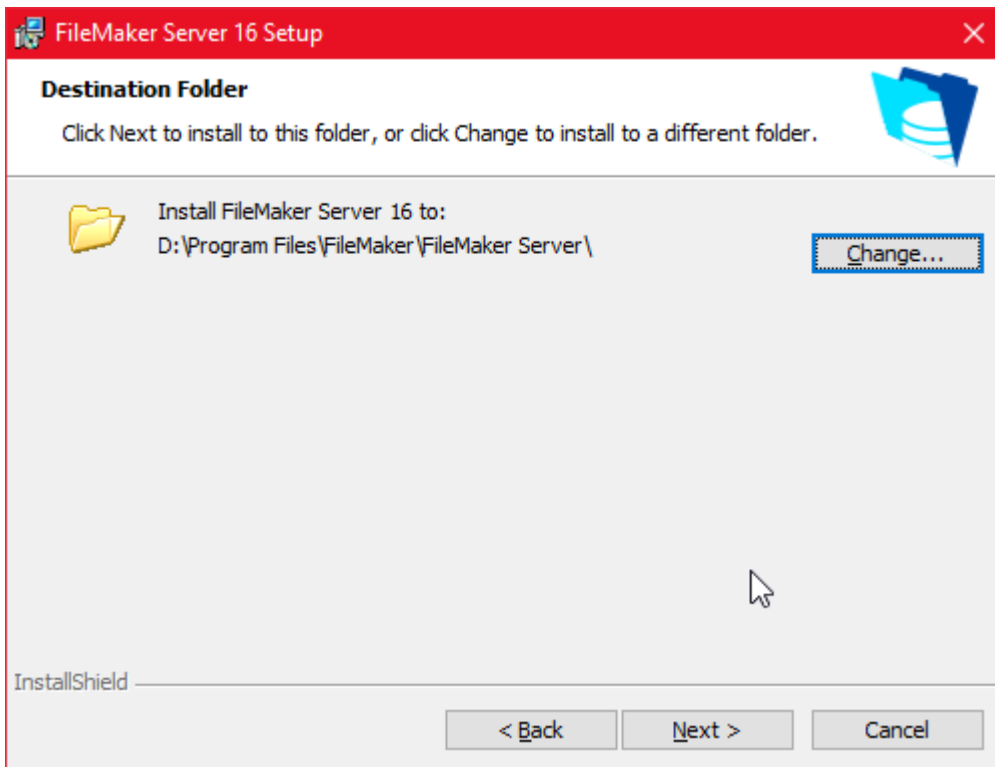 FileMaker Server 16 Setup
Destination Folder
Click Next to install to this folder, or click Change to install to a different folder.
Install FileMaker Server 16 to:
D:\Program Files\FileMaker\FileMaker Server\
Change...
InstallShield
< Back
Next >
Cancel